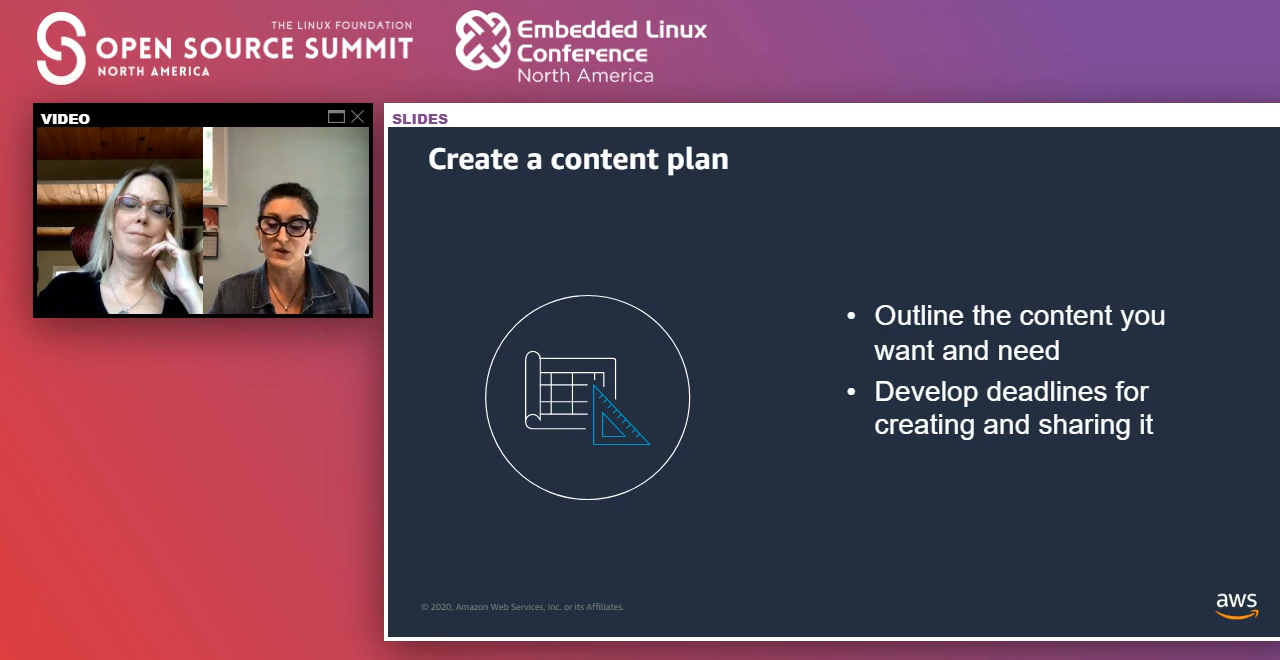 THE LINUX FOUNDATION
OPEN SOURCE SUMMIT
NORTH AMERICA
Embedded Linux
Conference
North America
VIDEO
SLIDES
Create a content plan
• Outline the content you
want and need
• Develop deadlines for
creating and sharing it
© 2020, Amazon Web Services, Inc. or its Affiliates.
aws